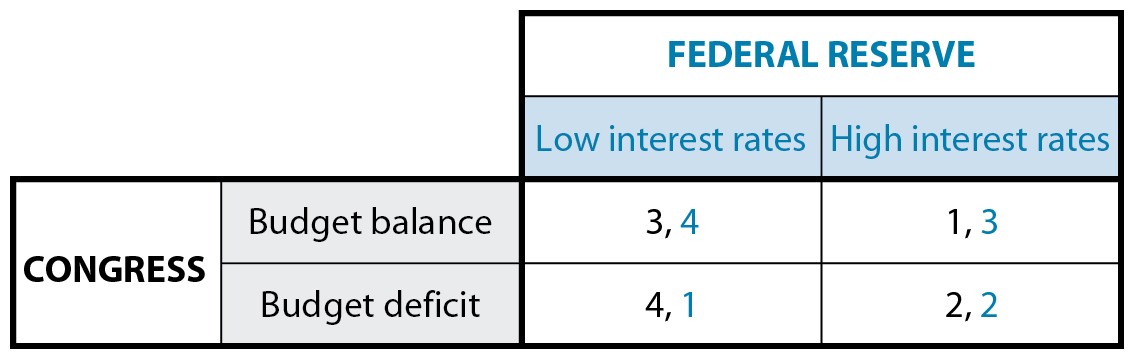 FEDERAL RESERVE
Low interest rates High interest rates
Budget balance 3, 4 1, 3
CONGRESS
Budget deficit 4, 1 2, 2